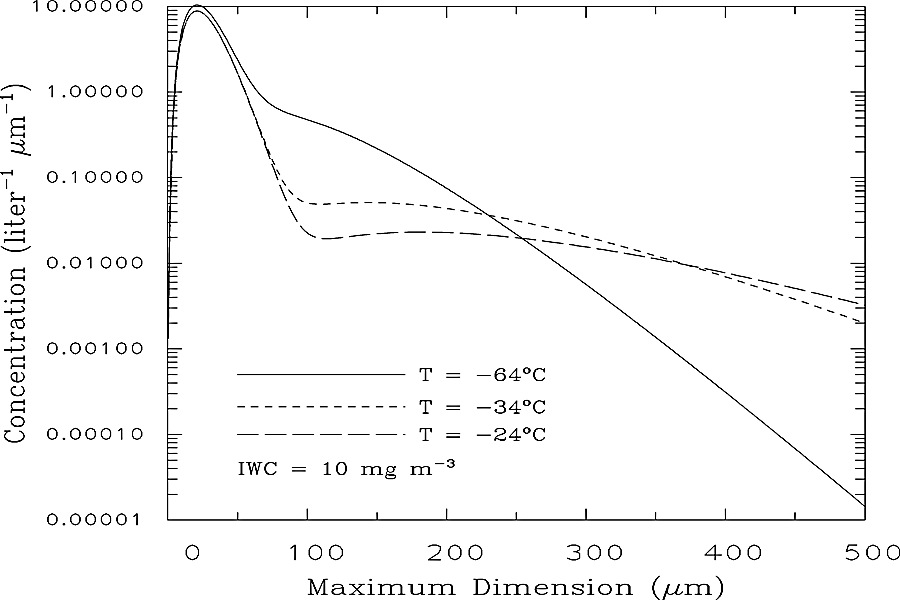 10.00000
1.00000
0.10000
0.01000
0.00100
0.00010
0.00001
Concentration (liter⁻¹ μm⁻¹)
T = −64°C
T = −34°C
T = −24°C
IWC = 10 mg m⁻³
0 100 200 300 400 500
Maximum Dimension (μm)